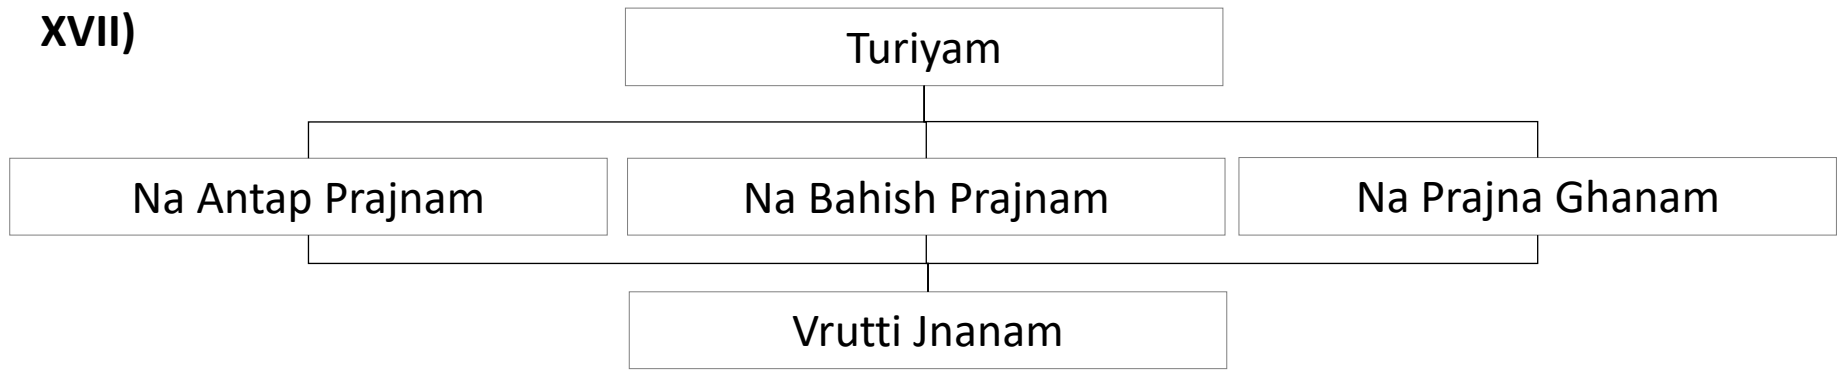 XVII)
Turiyam
Na Antap Prajnam
Na Bahish Prajnam
Na Prajna Ghanam
Vrutti Jnanam